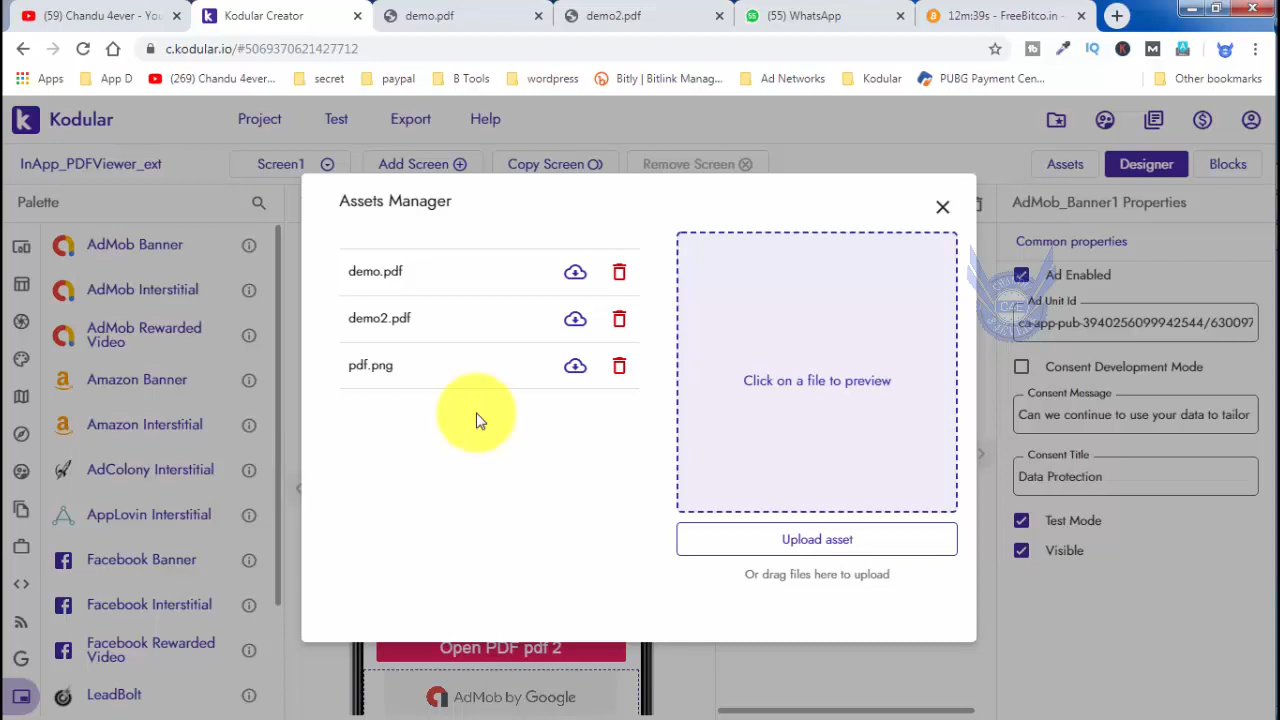 (59) Chandu 4ever - You
Kodular Creator
demo.pdf
demo2.pdf
(55) WhatsApp
12m:39s - FreeBitco.in -
c.kodular.io/#5069370621427712
Apps
App D
(269) Chandu 4ever...
secret
paypal
B Tools
wordpress
Bitly | Bitlink Manag...
Ad Networks
Kodular
PUBG Payment Cen...
Other bookmarks
Kodular
Project
Test
Export
Help
InApp_PDFViewer_ext
Screen1
Add Screen
Copy Screen
Remove Screen
Assets
Designer
Blocks
Palette
AdMob Banner
AdMob Interstitial
AdMob Rewarded
Video
Amazon Banner
Amazon Interstitial
AdColony Interstitial
AppLovin Interstitial
Facebook Banner
Facebook Interstitial
Facebook Rewarded
Video
LeadBolt
Assets Manager
demo.pdf
demo2.pdf
pdf.png
Click on a file to preview
Upload asset
Or drag files here to upload
Open PDF pdf 2
AdMob by Google
AdMob_Banner1 Properties
Common properties
Ad Enabled
Ad Unit Id
ca-app-pub-3940256099942544/630097
Consent Development Mode
Consent Message
Can we continue to use your data to tailor
Consent Title
Data Protection
Test Mode
Visible